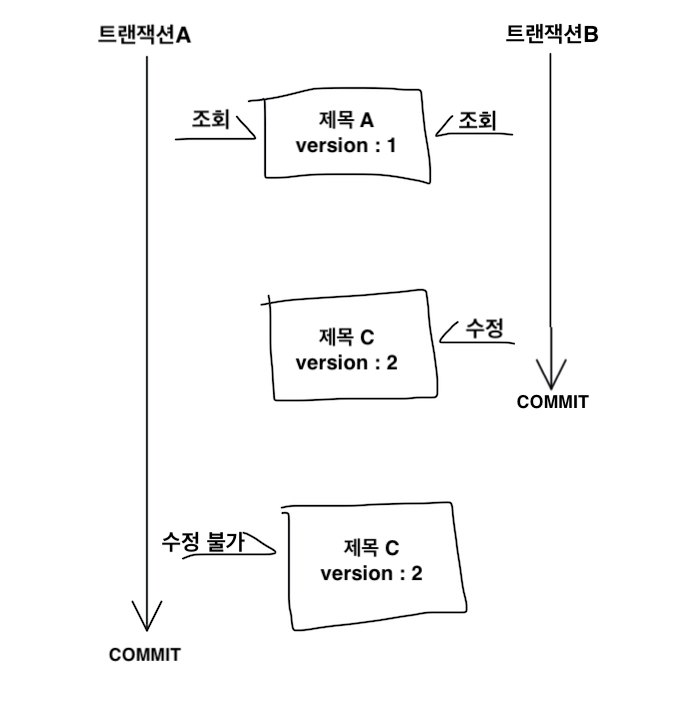 트랜잭션A
트랜잭션B
조회
제목 A
version : 1
조회
제목 C
version : 2
수정
COMMIT
수정 불가
제목 C
version : 2
COMMIT